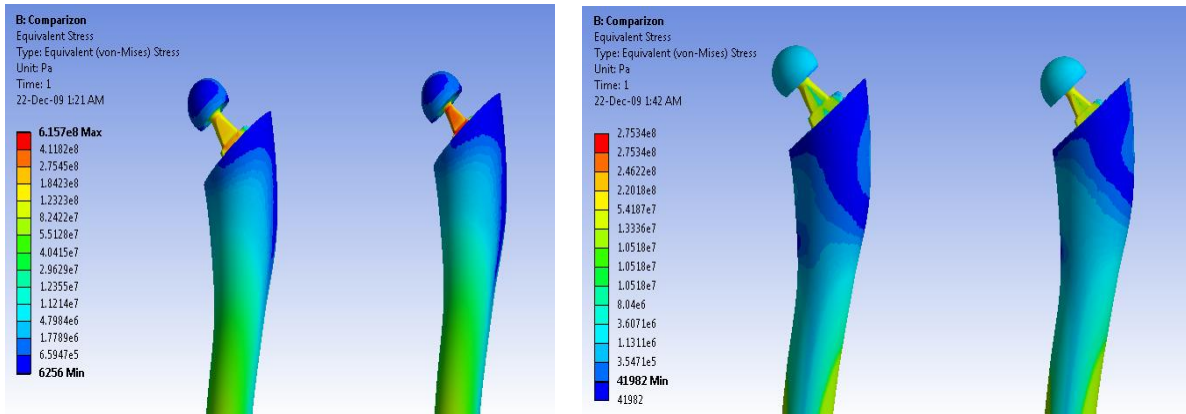 B: Comparizon
Equivalent Stress
Type: Equivalent (von-Mises) Stress
Unit: Pa
Time: 1
22-Dec-09 1:21 AM
6.157e8 Max
4.1182e8
2.7545e8
1.8423e8
1.2323e8
8.2422e7
5.5128e7
4.0415e7
2.9629e7
1.2355e7
1.1214e7
4.7984e6
1.7789e6
6.5947e5
6256 Min
B: Comparizon
Equivalent Stress
Type: Equivalent (von-Mises) Stress
Unit: Pa
Time: 1
22-Dec-09 1:42 AM
2.7534e8
2.7534e8
2.4622e8
2.2018e8
5.4187e7
1.3336e7
1.0518e7
1.0518e7
1.0518e7
8.04e6
3.6071e6
1.1311e6
3.5471e5
41982 Min
41982